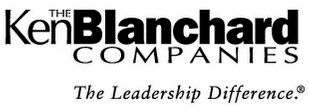 THE
KenBlanchard
COMPANIES
The Leadership Difference.®